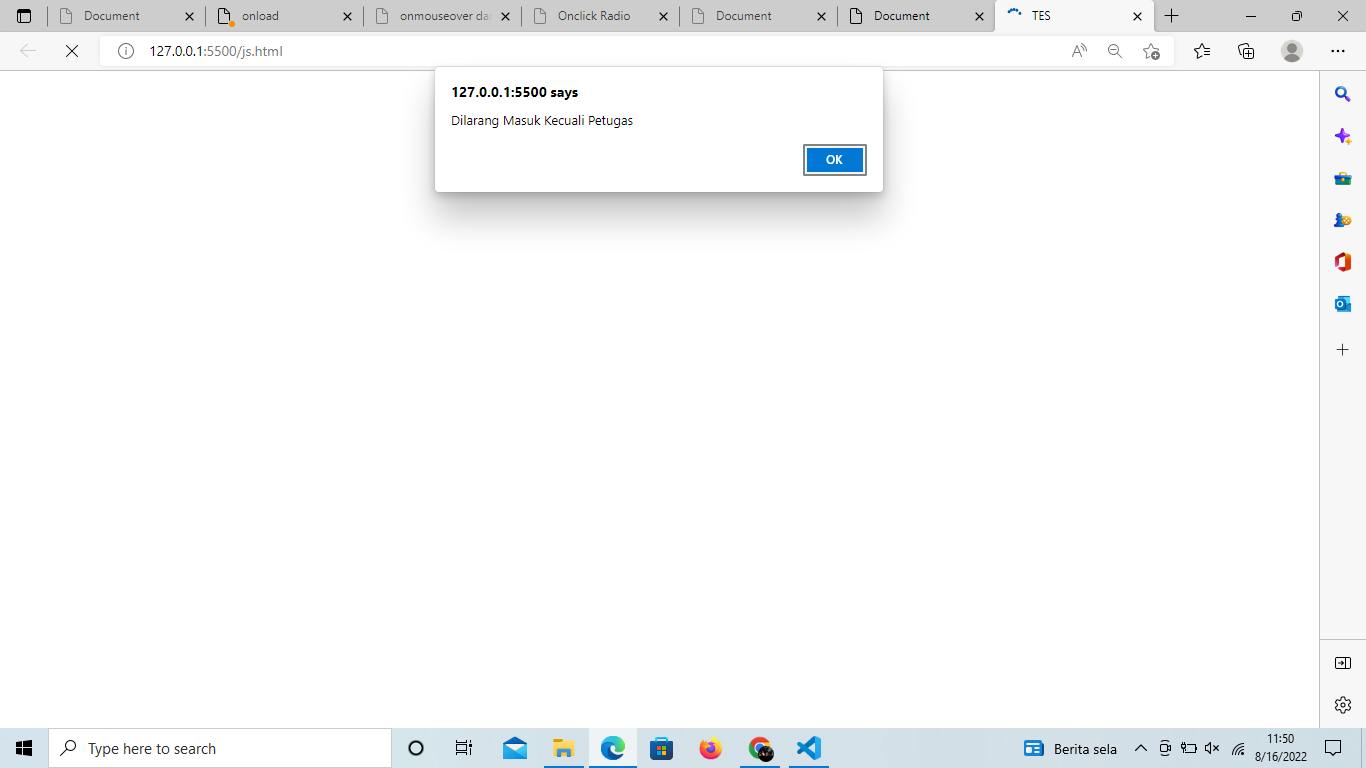 Document
onload
onmouseover da
Onclick Radio
Document
Document
TES
127.0.0.1:5500/js.html
127.0.0.1:5500 says
Dilarang Masuk Kecuali Petugas
OK
Type here to search
Berita sela
11:50
8/16/2022